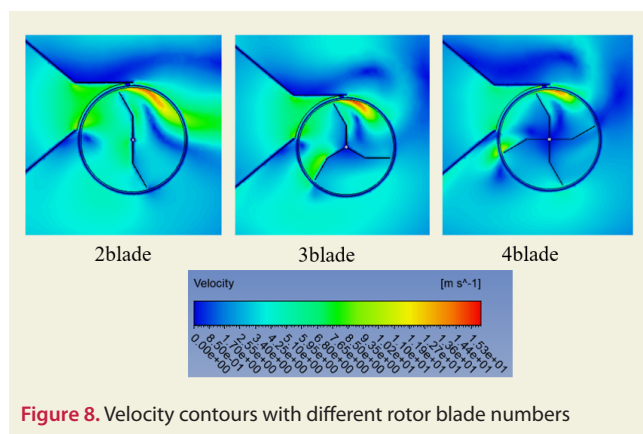 2blade 3blade 4blade
Velocity [m s^-1]
0.00e+00 8.50e-01 1.70e+00 2.55e+00 3.40e+00 4.25e+00 5.10e+00 5.95e+00 6.80e+00 7.65e+00 8.50e+00 9.35e+00 1.02e+01 1.10e+01 1.19e+01 1.27e+01 1.36e+01 1.44e+01 1.53e+01
Figure 8. Velocity contours with different rotor blade numbers